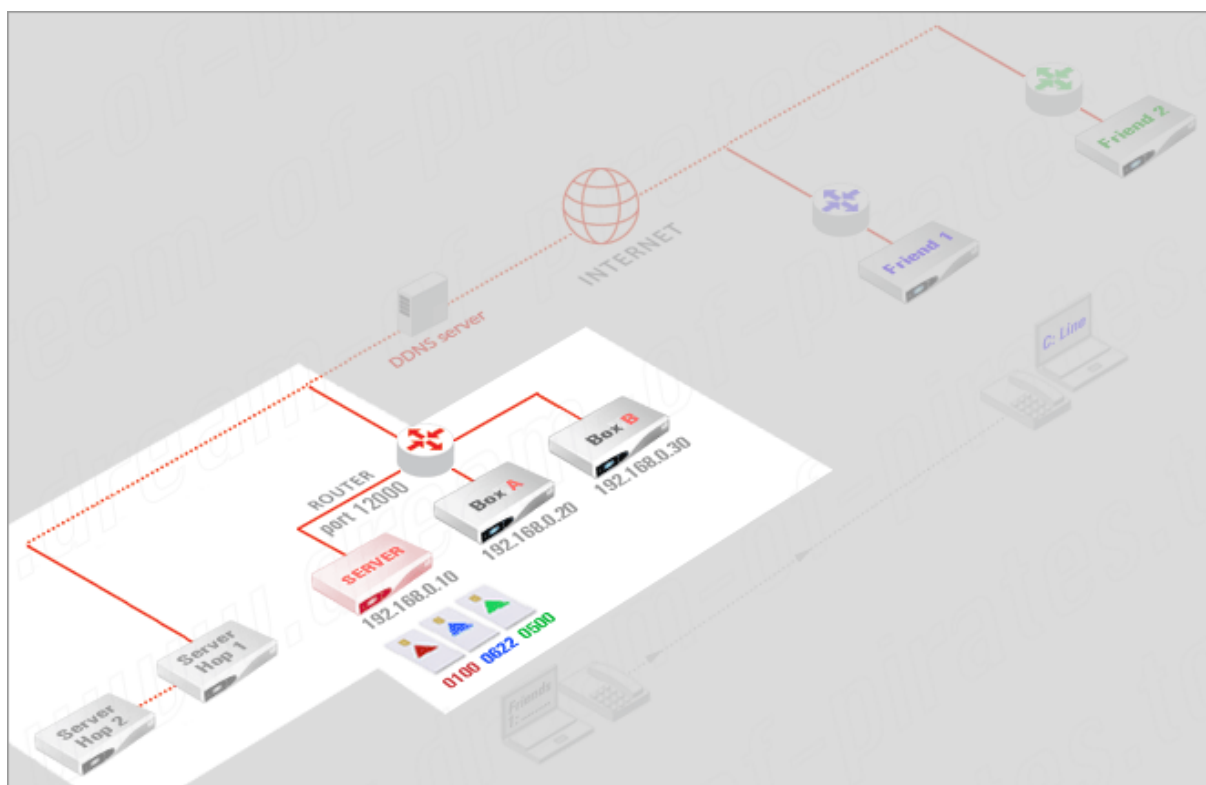 Friend 2
Friend 1
INTERNET
DDNS server
C: Line
Box B
192.168.0.30
ROUTER
port 12000
Box A
192.168.0.20
SERVER
192.168.0.10
0100 0622 0500
Server
Hop 1
Server
Hop 2
Friends